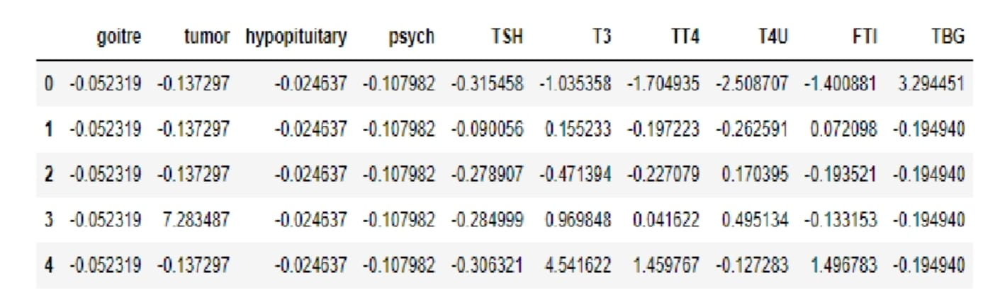 goitre tumor hypopituitary psych TSH T3 TT4 T4U FTI TBG
0 -0.052319 -0.137297 -0.024637 -0.107982 -0.315458 -1.035358 -1.704935 -2.508707 -1.400881 3.294451
1 -0.052319 -0.137297 -0.024637 -0.107982 -0.090056 0.155233 -0.197223 -0.262591 0.072098 -0.194940
2 -0.052319 -0.137297 -0.024637 -0.107982 -0.278907 -0.471394 -0.227079 0.170395 -0.193521 -0.194940
3 -0.052319 7.283487 -0.024637 -0.107982 -0.284999 0.969848 0.041622 0.495134 -0.133153 -0.194940
4 -0.052319 -0.137297 -0.024637 -0.107982 -0.306321 4.541622 1.459767 -0.127283 1.496783 -0.194940